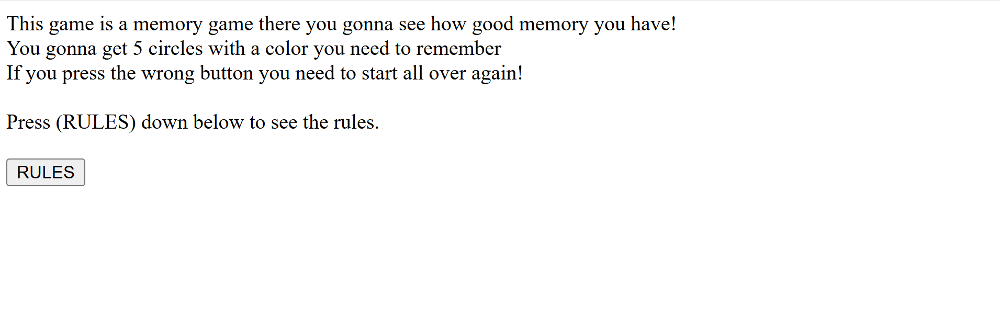 This game is a memory game there you gonna see how good memory you have!
You gonna get 5 circles with a color you need to remember
If you press the wrong button you need to start all over again!
Press (RULES) down below to see the rules.
RULES